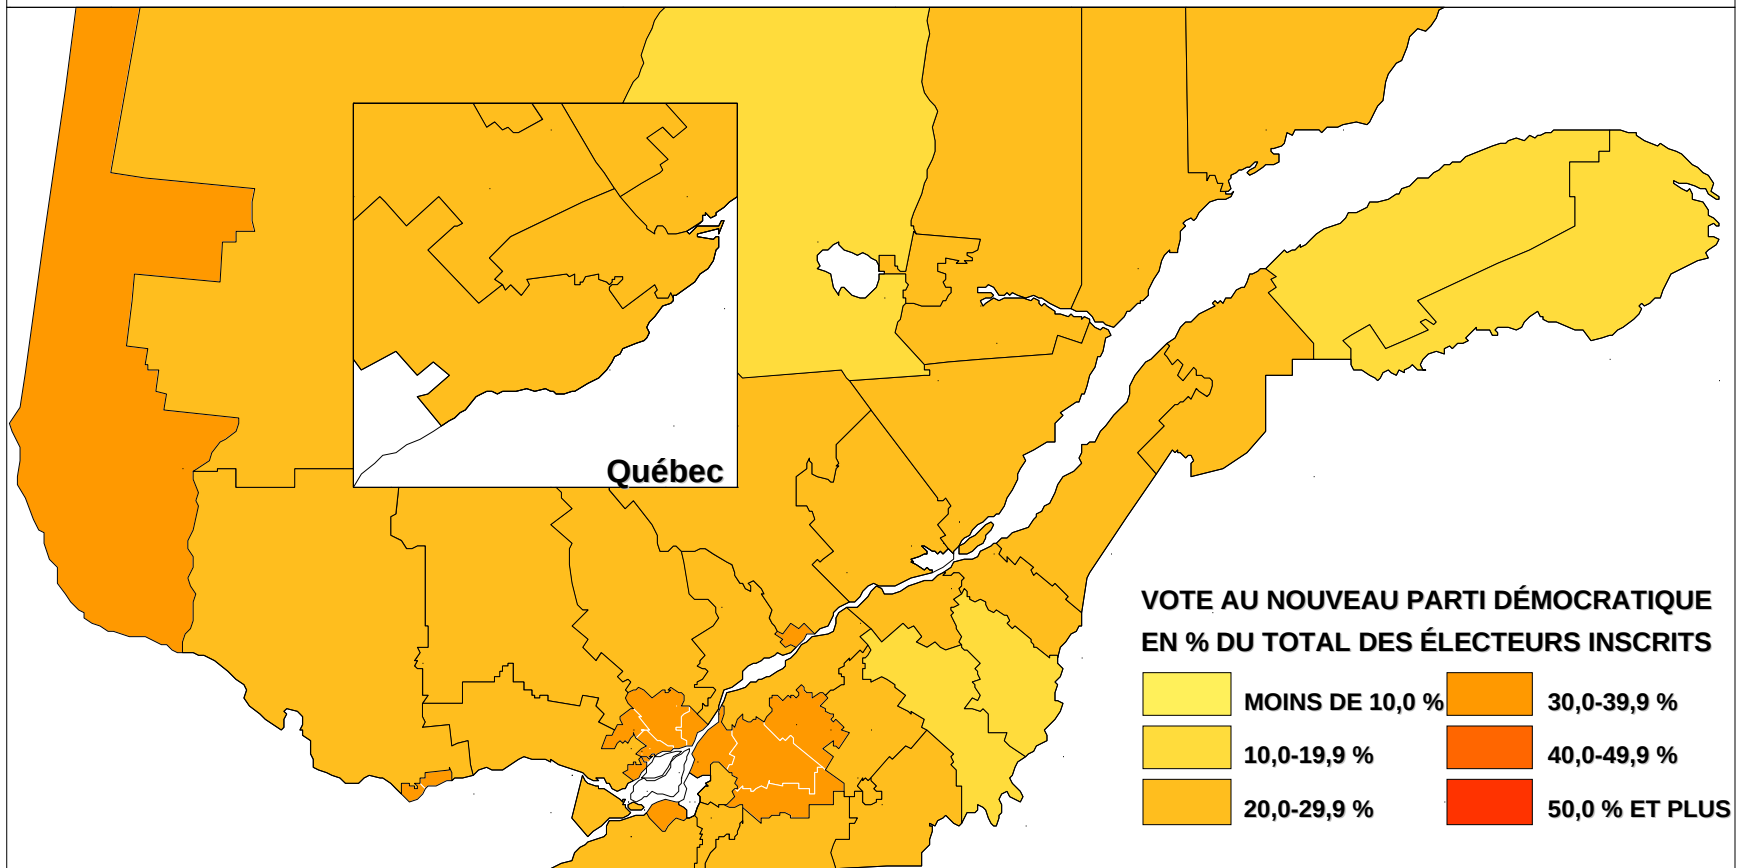 Québec
VOTE AU NOUVEAU PARTI DÉMOCRATIQUE
EN % DU TOTAL DES ÉLECTEURS INSCRITS
MOINS DE 10,0 %
30,0-39,9 %
10,0-19,9 %
40,0-49,9 %
20,0-29,9 %
50,0 % ET PLUS